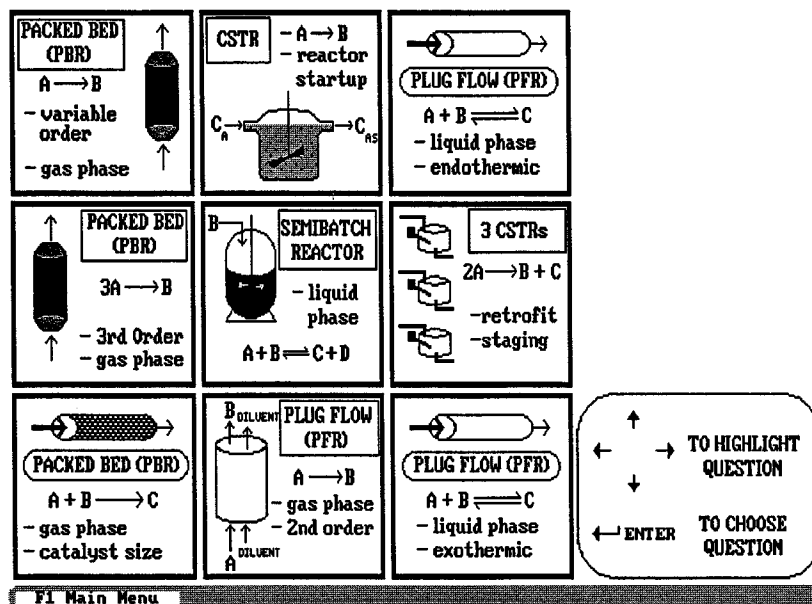 PACKED BED
(PBR)
A → B
- variable
order
- gas phase
CSTR
- A → B
- reactor
startup
C_A
C_AS
PLUG FLOW (PFR)
A + B ⇌ C
- liquid phase
- endothermic
PACKED BED
(PBR)
3A → B
- 3rd Order
- gas phase
B
SEMIBATCH
REACTOR
- liquid
phase
A + B ⇌ C + D
3 CSTRs
2A → B + C
-retrofit
-staging
PACKED BED (PBR)
A + B → C
- gas phase
- catalyst size
B DILUENT
PLUG FLOW
(PFR)
A → B
- gas phase
- 2nd order
A DILUENT
PLUG FLOW (PFR)
A + B ⇌ C
- liquid phase
- exothermic
TO HIGHLIGHT
QUESTION
ENTER
TO CHOOSE
QUESTION
F1 Main Menu